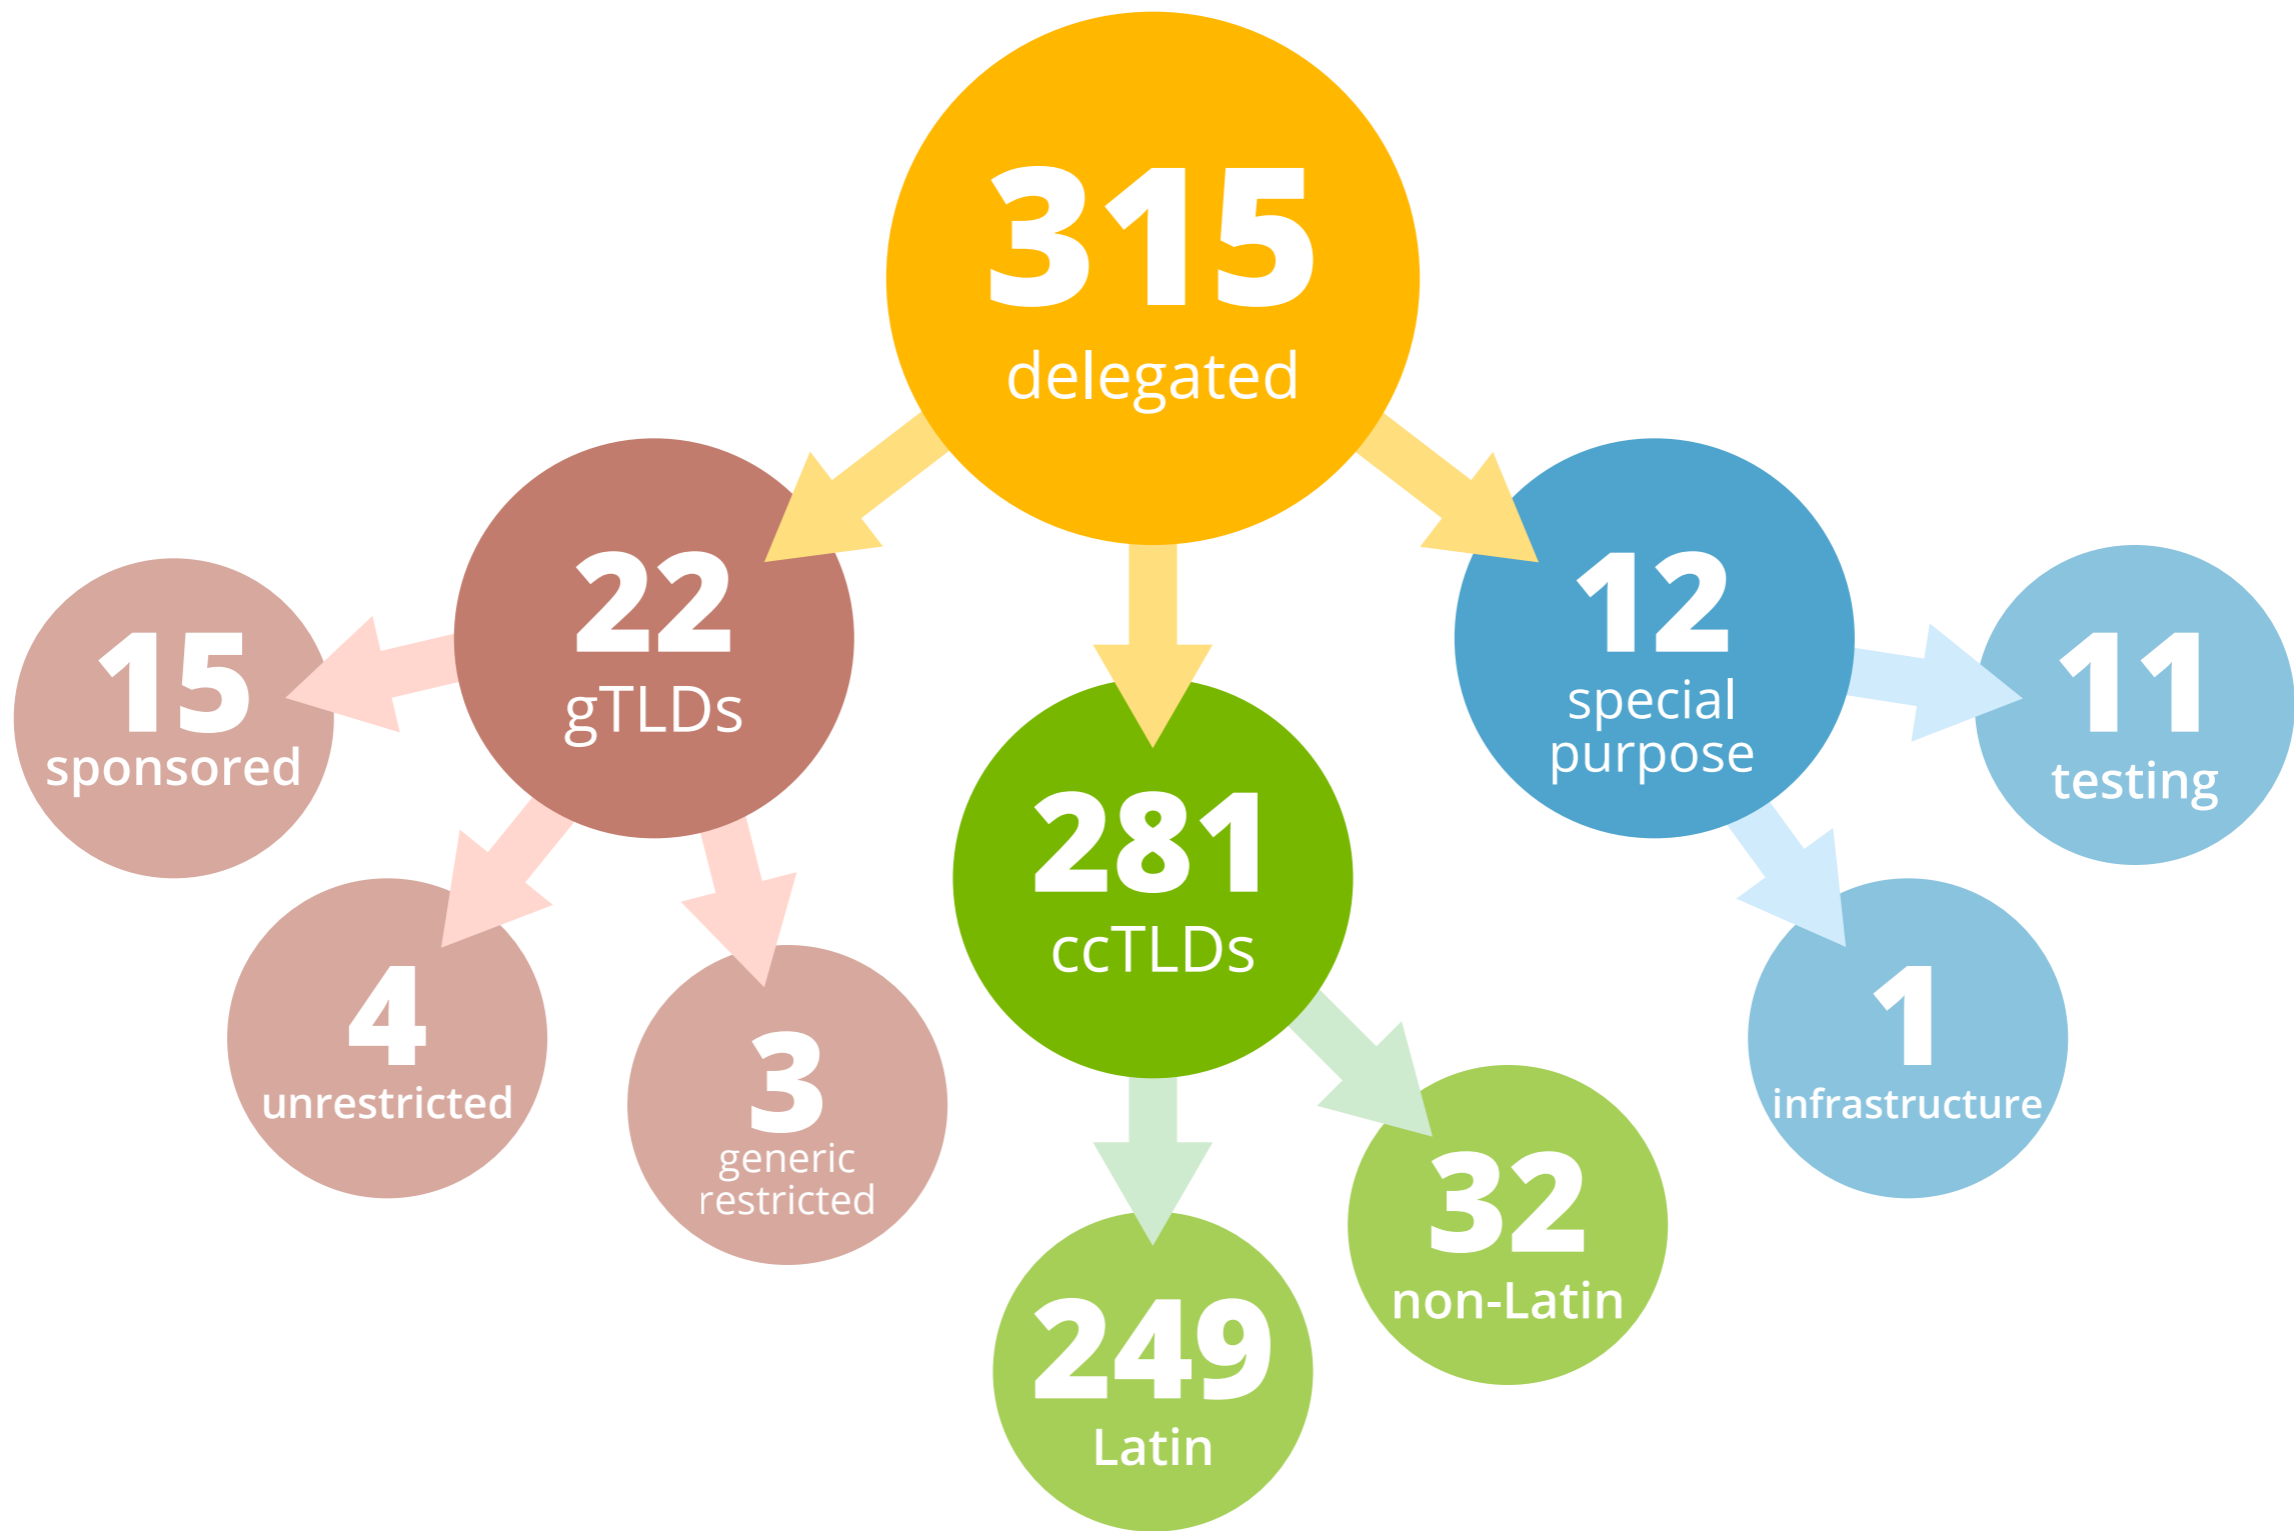 315
delegated
22
gTLDs
12
special
purpose
15
sponsored
11
testing
281
ccTLDs
4
unrestricted
3
generic
restricted
1
infrastructure
32
non-Latin
249
Latin